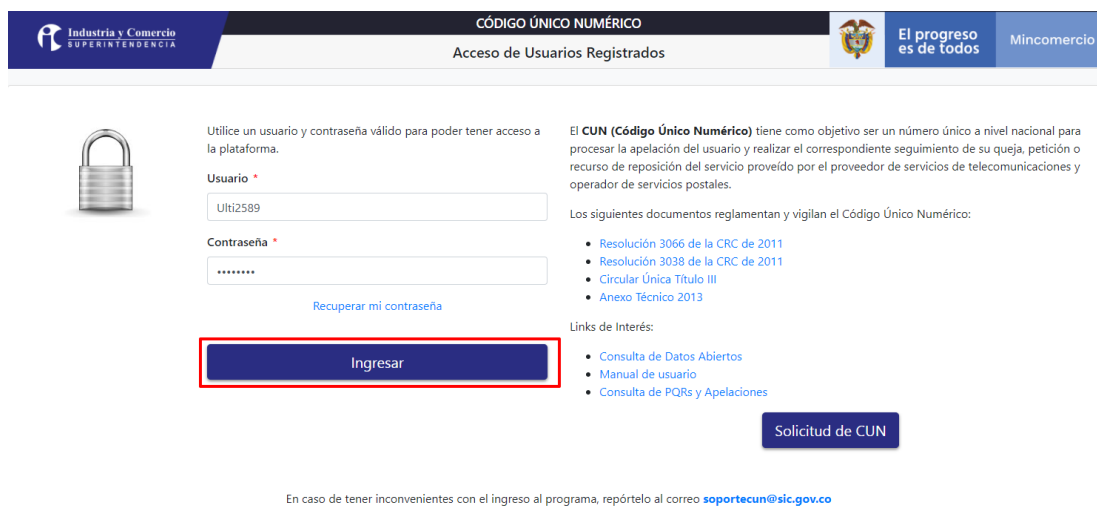 Industria y Comercio
SUPERINTENDENCIA
CÓDIGO ÚNICO NUMÉRICO
Acceso de Usuarios Registrados
El progreso
es de todos
Mincomercio
Utilice un usuario y contraseña válido para poder tener acceso a
la plataforma.
Usuario *
Ulti2589
Contraseña *
••••••••
Recuperar mi contraseña
Ingresar
El CUN (Código Único Numérico) tiene como objetivo ser un número único a nivel nacional para
procesar la apelación del usuario y realizar el correspondiente seguimiento de su queja, petición o
recurso de reposición del servicio proveído por el proveedor de servicios de telecomunicaciones y
operador de servicios postales.
Los siguientes documentos reglamentan y vigilan el Código Único Numérico:
• Resolución 3066 de la CRC de 2011
• Resolución 3038 de la CRC de 2011
• Circular Única Título III
• Anexo Técnico 2013
Links de Interés:
• Consulta de Datos Abiertos
• Manual de usuario
• Consulta de PQRs y Apelaciones
Solicitud de CUN
En caso de tener inconvenientes con el ingreso al programa, repórtelo al correo soportecun@sic.gov.co